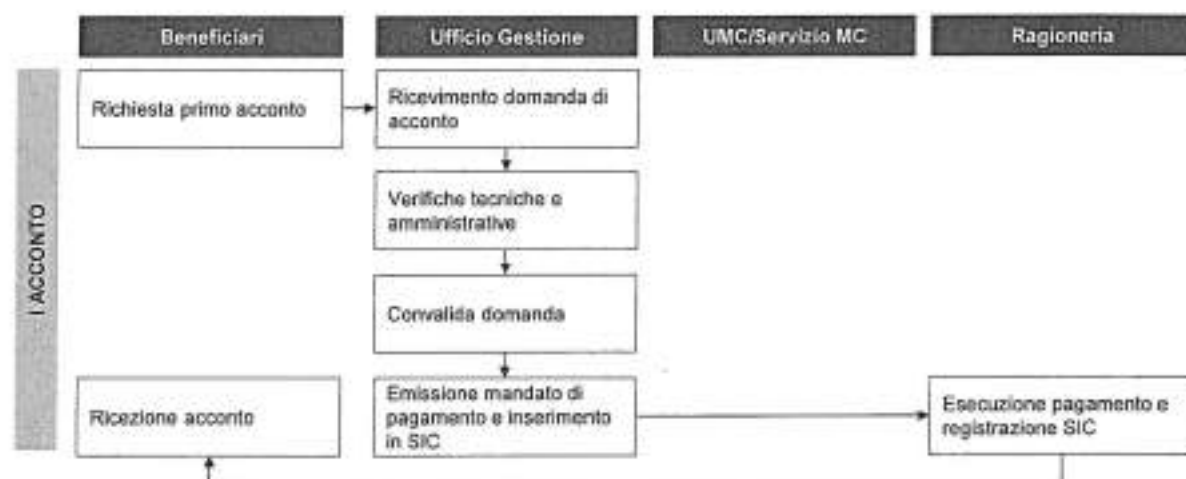 Beneficiari
Ufficio Gestione
UMC/Servizio MC
Ragioneria
I ACCONTO
Richiesta primo acconto
Ricevimento domanda di
acconto
Verifiche tecniche e
amministrative
Convalida domanda
Ricezione acconto
Emissione mandato di
pagamento e inserimento
in SIC
Esecuzione pagamento e
registrazione SIC